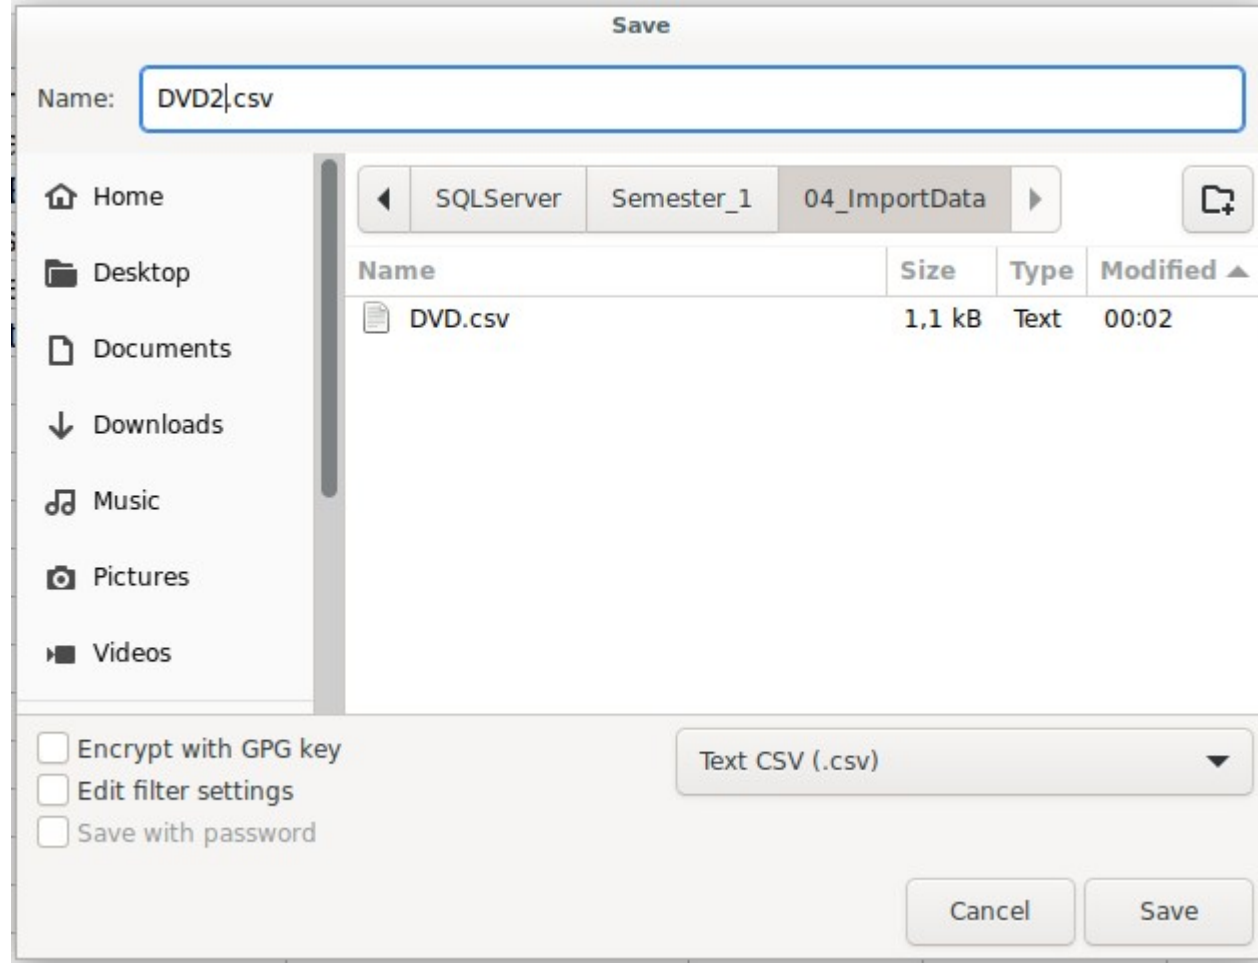 Save
Name: DVD2.csv
Home
Desktop
Documents
Downloads
Music
Pictures
Videos
SQLServer Semester_1 04_ImportData
Name Size Type Modified
DVD.csv 1,1 kB Text 00:02
Encrypt with GPG key
Edit filter settings
Save with password
Text CSV (.csv)
Cancel Save